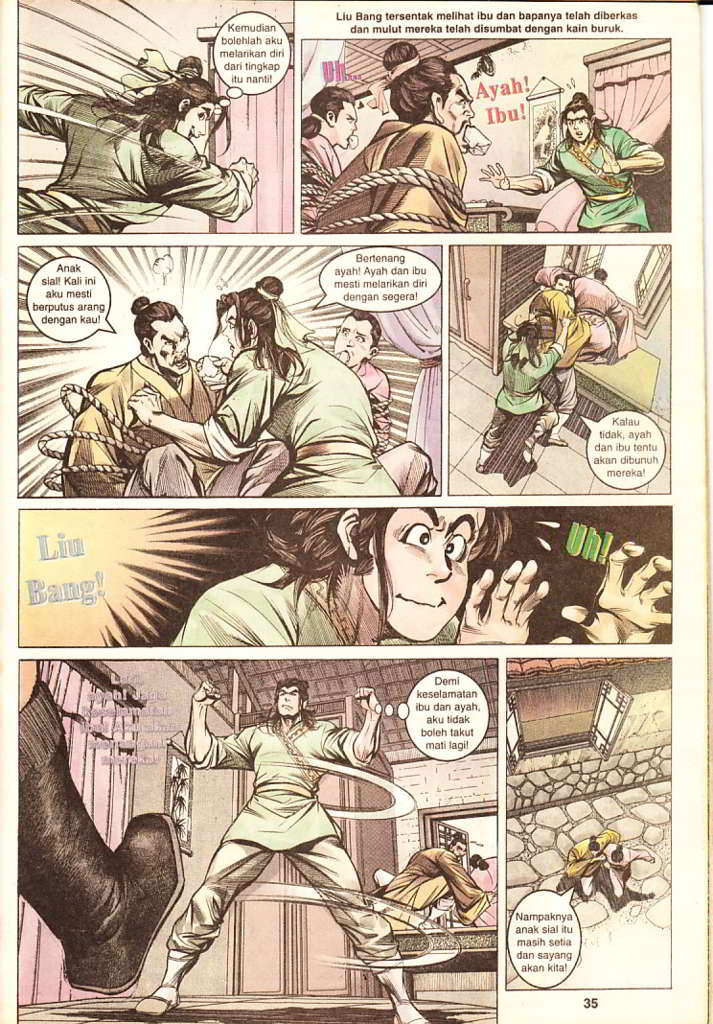 Kemudian
bolehlah aku
melarikan diri
dari tingkap
itu nanti!
Liu Bang tersentak melihat ibu dan bapanya telah diberkas
dan mulut mereka telah disumbat dengan kain buruk.
Uh...
Ayah!
Ibu!
Anak
sial! Kali ini
aku mesti
berputus arang
dengan kau!
Bertenang
ayah! Ayah dan ibu
mesti melarikan diri
dengan segera!
Kalau
tidak, ayah
dan ibu tentu
akan dibunuh
mereka!
Liu
Bang!
Uh!
Ayah! Jaga
Demi
keselamatan
ibu dan ayah,
aku tidak
boleh takut
mati lagi!
Nampaknya
anak sial itu
masih setia
dan sayang
akan kita!
35